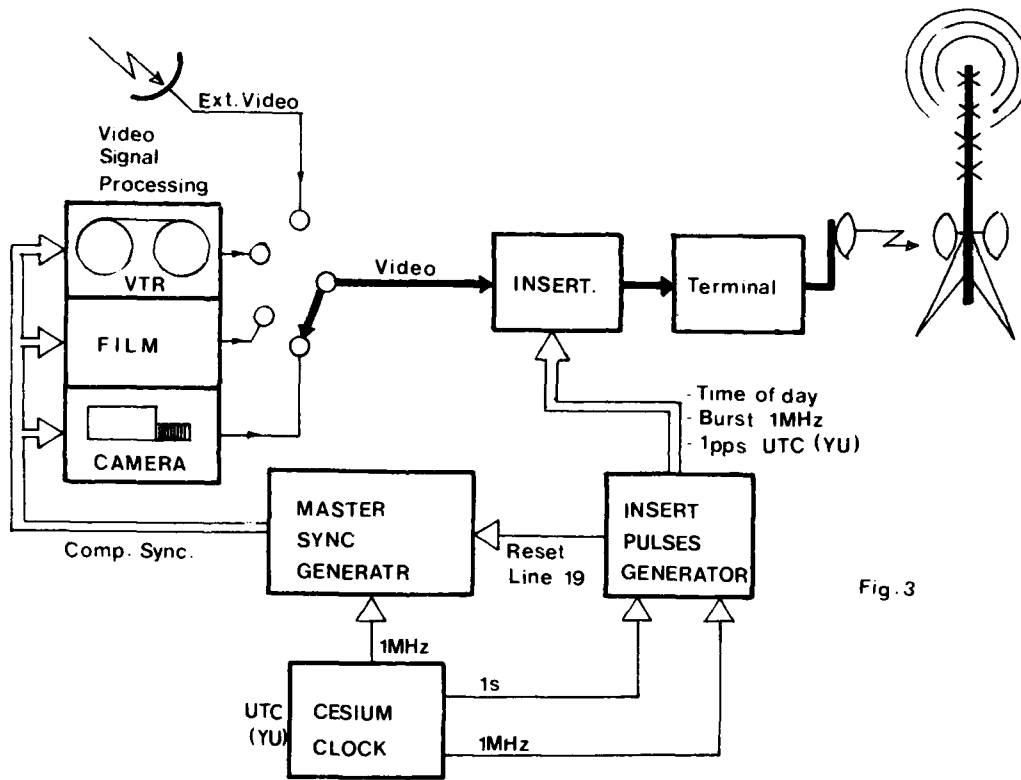 Ext. Video
Video
Signal
Processing
VTR
FILM
CAMERA
Video
INSERT.
Terminal
- Time of day
- Burst 1MHz
- 1pps UTC (YU)
MASTER
SYNC
GENERATR
Comp. Sync.
Reset
Line 19
INSERT
PULSES
GENERATOR
Fig. 3
1MHz
1s
1MHz
UTC
(YU)
CESIUM
CLOCK